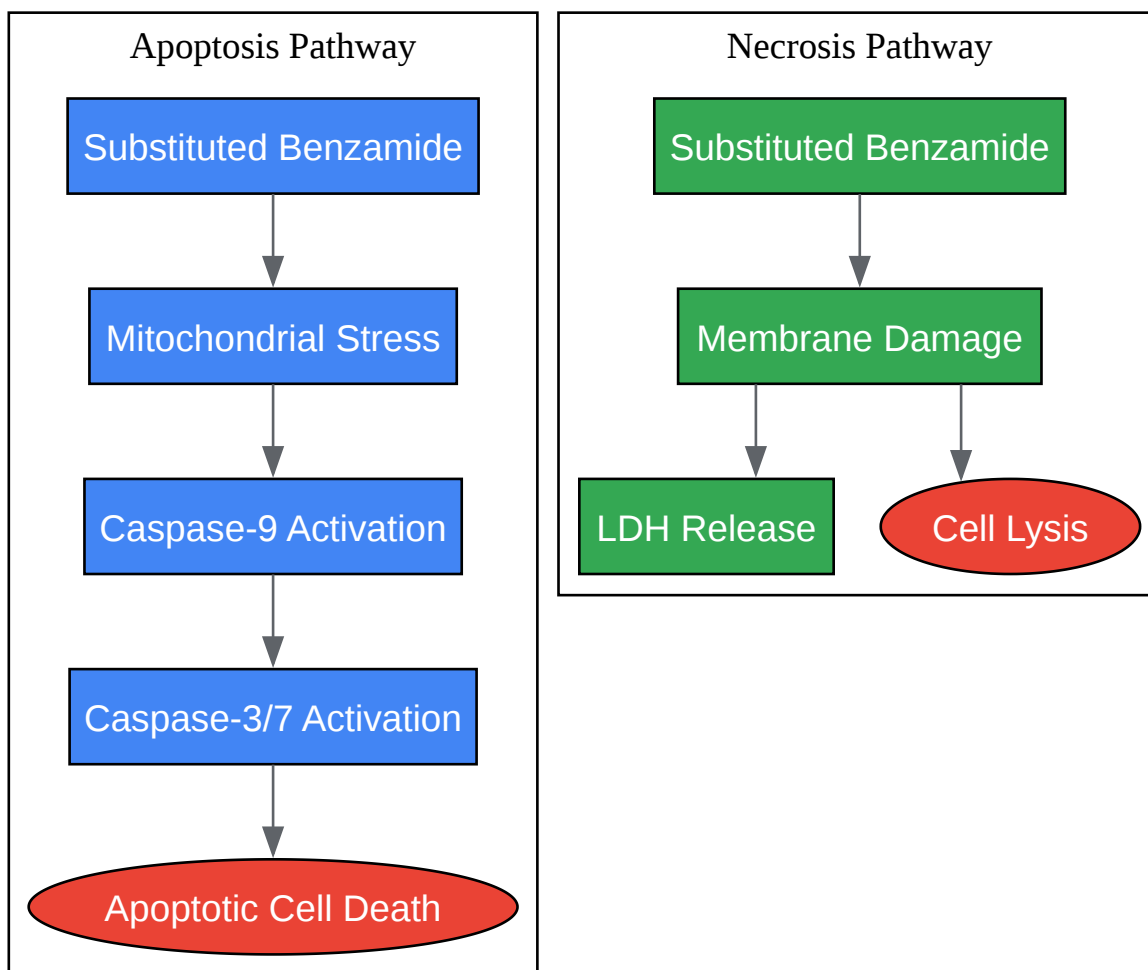 Apoptosis Pathway
Substituted Benzamide
Mitochondrial Stress
Caspase-9 Activation
Caspase-3/7 Activation
Apoptotic Cell Death
Necrosis Pathway
Substituted Benzamide
Membrane Damage
LDH Release
Cell Lysis